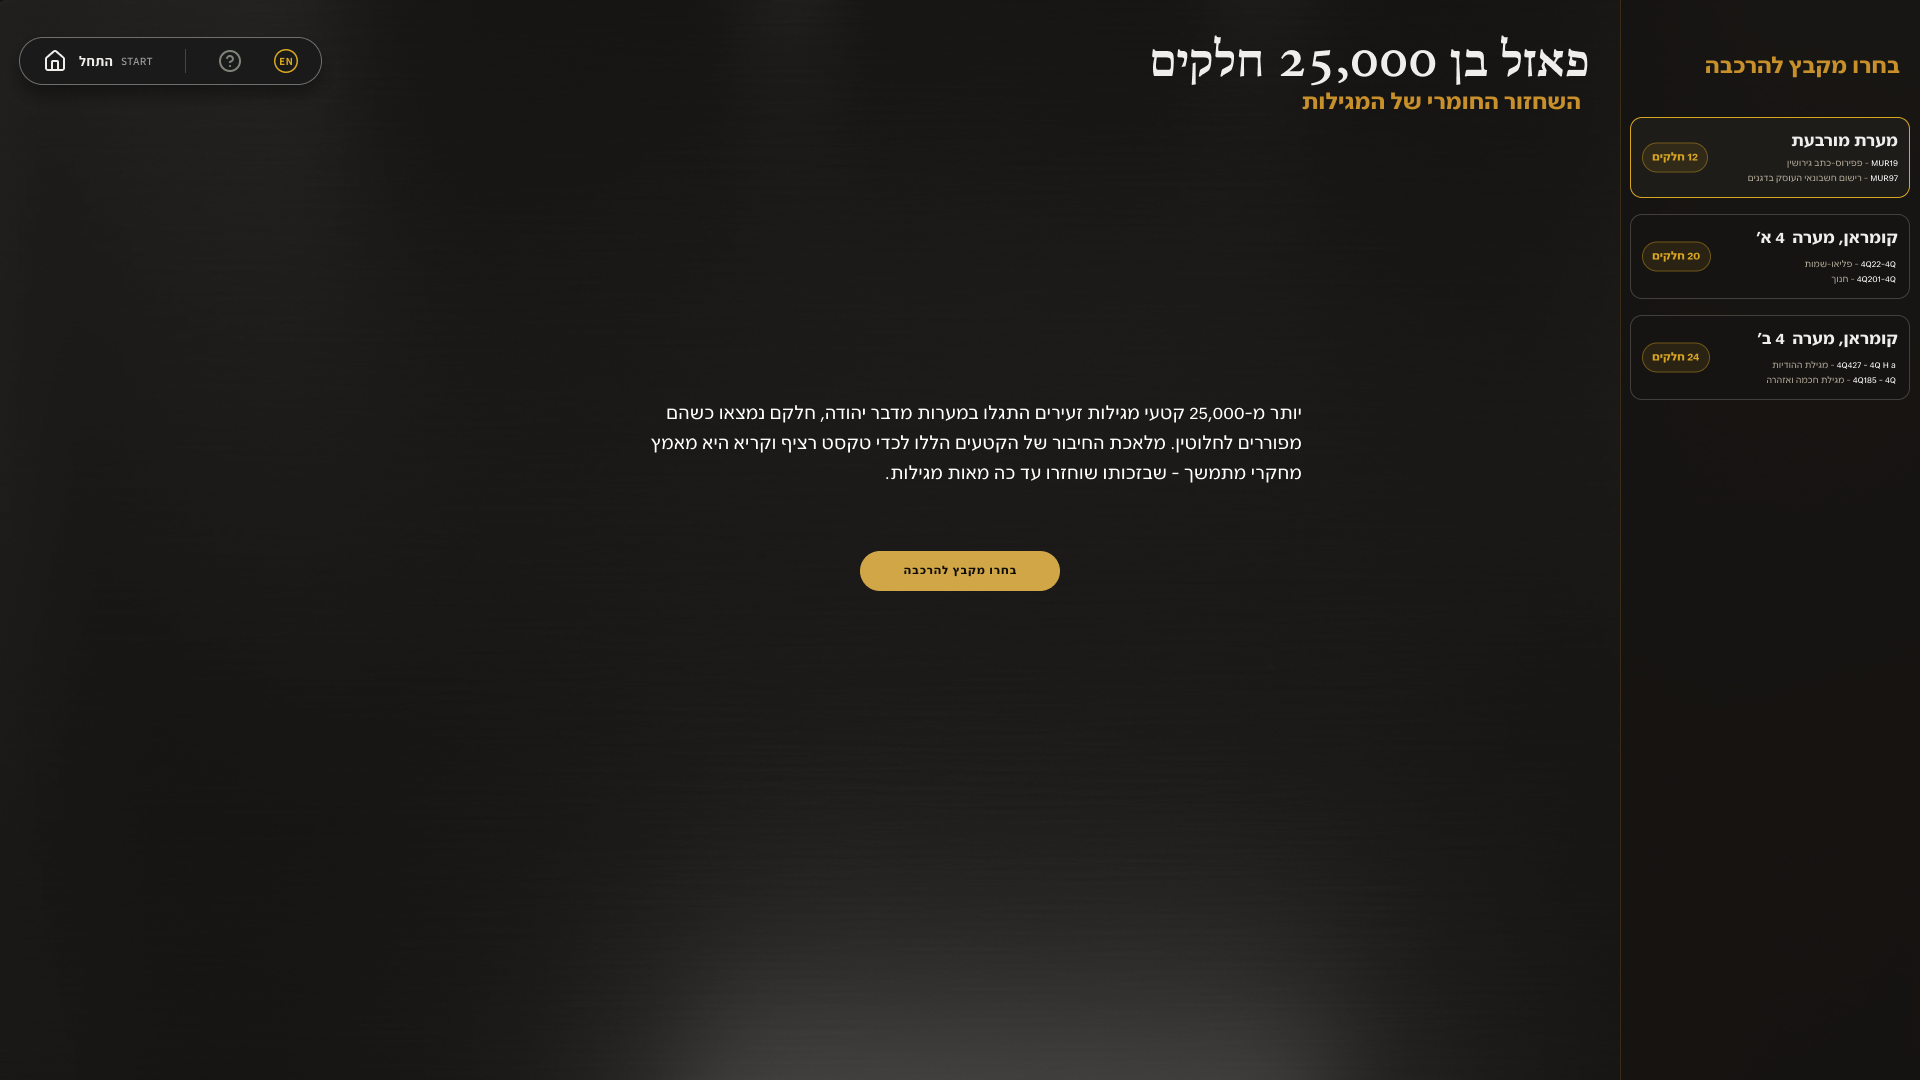 בחרו מקבץ להרכבה
מערת מורבעת
MUR19 - פפירוס-כתב גירושין
MUR97 - רישום חשבונאי העוסק בדגנים
12 חלקים
קומראן, מערה 4 א׳
4Q22-4Q - פליאו-שמות
4Q201-4Q - חנוך
20 חלקים
קומראן, מערה 4 ב׳
4Q427 - 4Q H a - מגילת ההודיות
4Q185 - 4Q - מגילת חכמה ואזהרה
24 חלקים
פאזל בן 25,000 חלקים
השחזור החומרי של המגילות
התחל START
EN
יותר מ-25,000 קטעי מגילות זעירים התגלו במערות מדבר יהודה, חלקם נמצאו כשהם
מפוררים לחלוטין. מלאכת החיבור של הקטעים הללו לכדי טקסט רציף וקריא היא מאמץ
מחקרי מתמשך - שבזכותו שוחזרו עד כה מאות מגילות.
בחרו מקבץ להרכבה